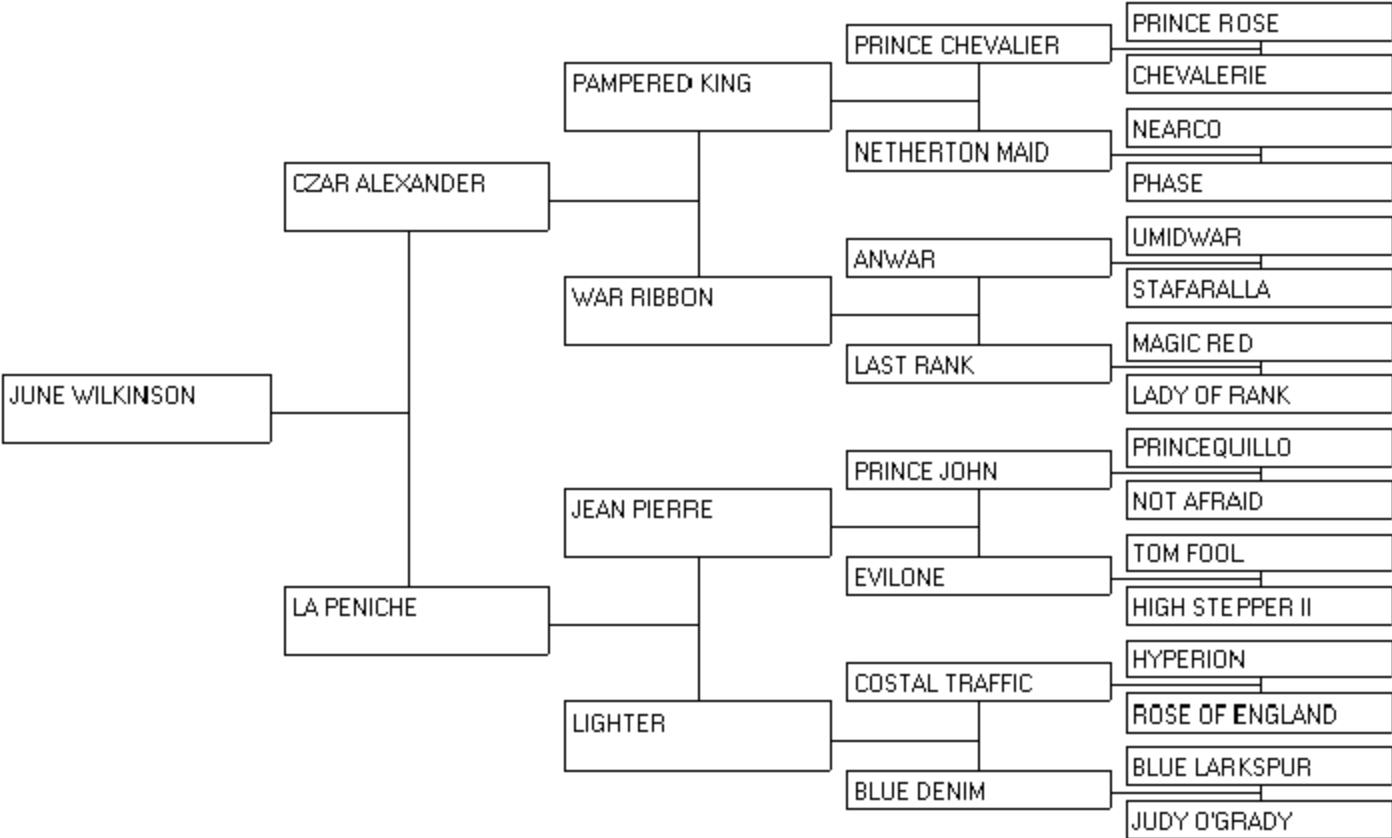 JUNE WILKINSON
CZAR ALEXANDER
LA PENICHE
PAMPERED KING
WAR RIBBON
JEAN PIERRE
LIGHTER
PRINCE CHEVALIER
NETHERTON MAID
ANWAR
LAST RANK
PRINCE JOHN
EVILONE
COSTAL TRAFFIC
BLUE DENIM
PRINCE ROSE
CHEVALERIE
NEARCO
PHASE
UMIDWAR
STAFARALLA
MAGIC RED
LADY OF RANK
PRINCEQUILLO
NOT AFRAID
TOM FOOL
HIGH STEPPER II
HYPERION
ROSE OF ENGLAND
BLUE LARKSPUR
JUDY O'GRADY